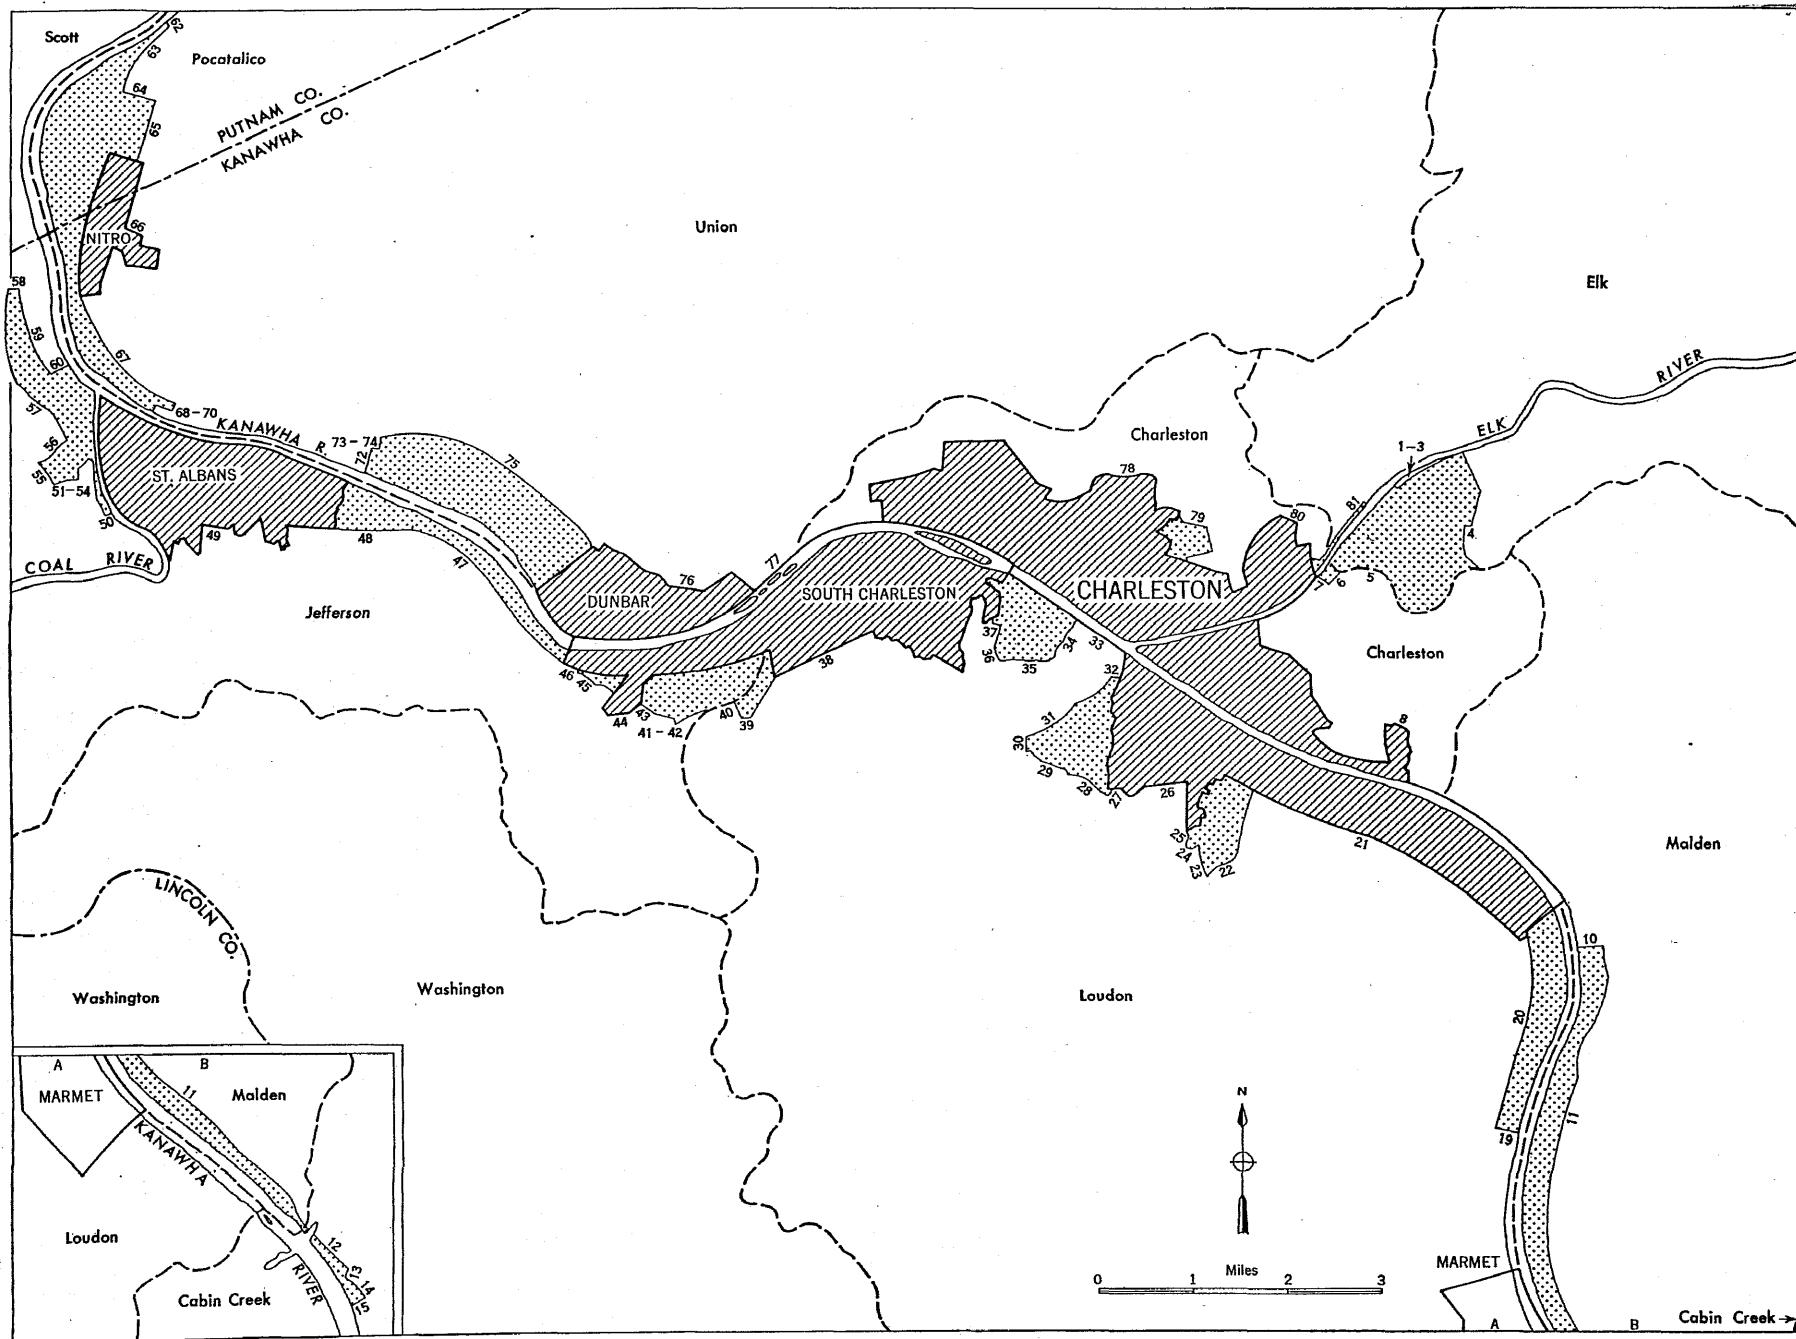 Scott
62
63
Pocatalico
64
65
PUTNAM CO.
KANAWHA CO.
66
NITRO
Union
Elk
58
59
60
67
57
68-70
KANAWHA R.
73-74
72
75
56
55
51-54
ST. ALBANS
50
49
48
47
COAL RIVER
Jefferson
DUNBAR
76
77
SOUTH CHARLESTON
78
79
80
81
Charleston
1-3
ELK RIVER
4
5
6
7
CHARLESTON
Charleston
46
45
44
43
41-42
40
39
38
37
36
35
34
33
32
31
30
29
28
27
26
25
24
23
22
21
8
Malden
LINCOLN CO.
Washington
Washington
Loudon
10
20
11
19
N
Miles
0 1 2 3
MARMET
A
B
Cabin Creek
A
B
MARMET
11
Malden
KANAWHA
RIVER
Loudon
12
13
14
15
Cabin Creek